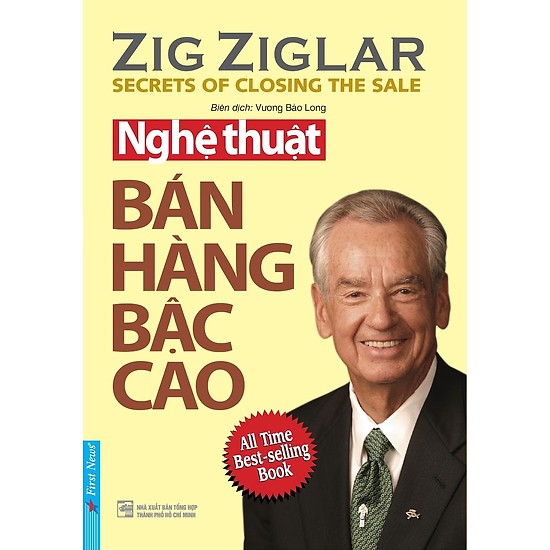 ZIG ZIGLAR
SECRETS OF CLOSING THE SALE
Biên dịch: Vương Bảo Long
Nghệ thuật
BÁN
HÀNG
BẬC
CAO
All Time
Best-selling
Book
First News
NHÀ XUẤT BẢN TỔNG HỢP
THÀNH PHỐ HỒ CHÍ MINH